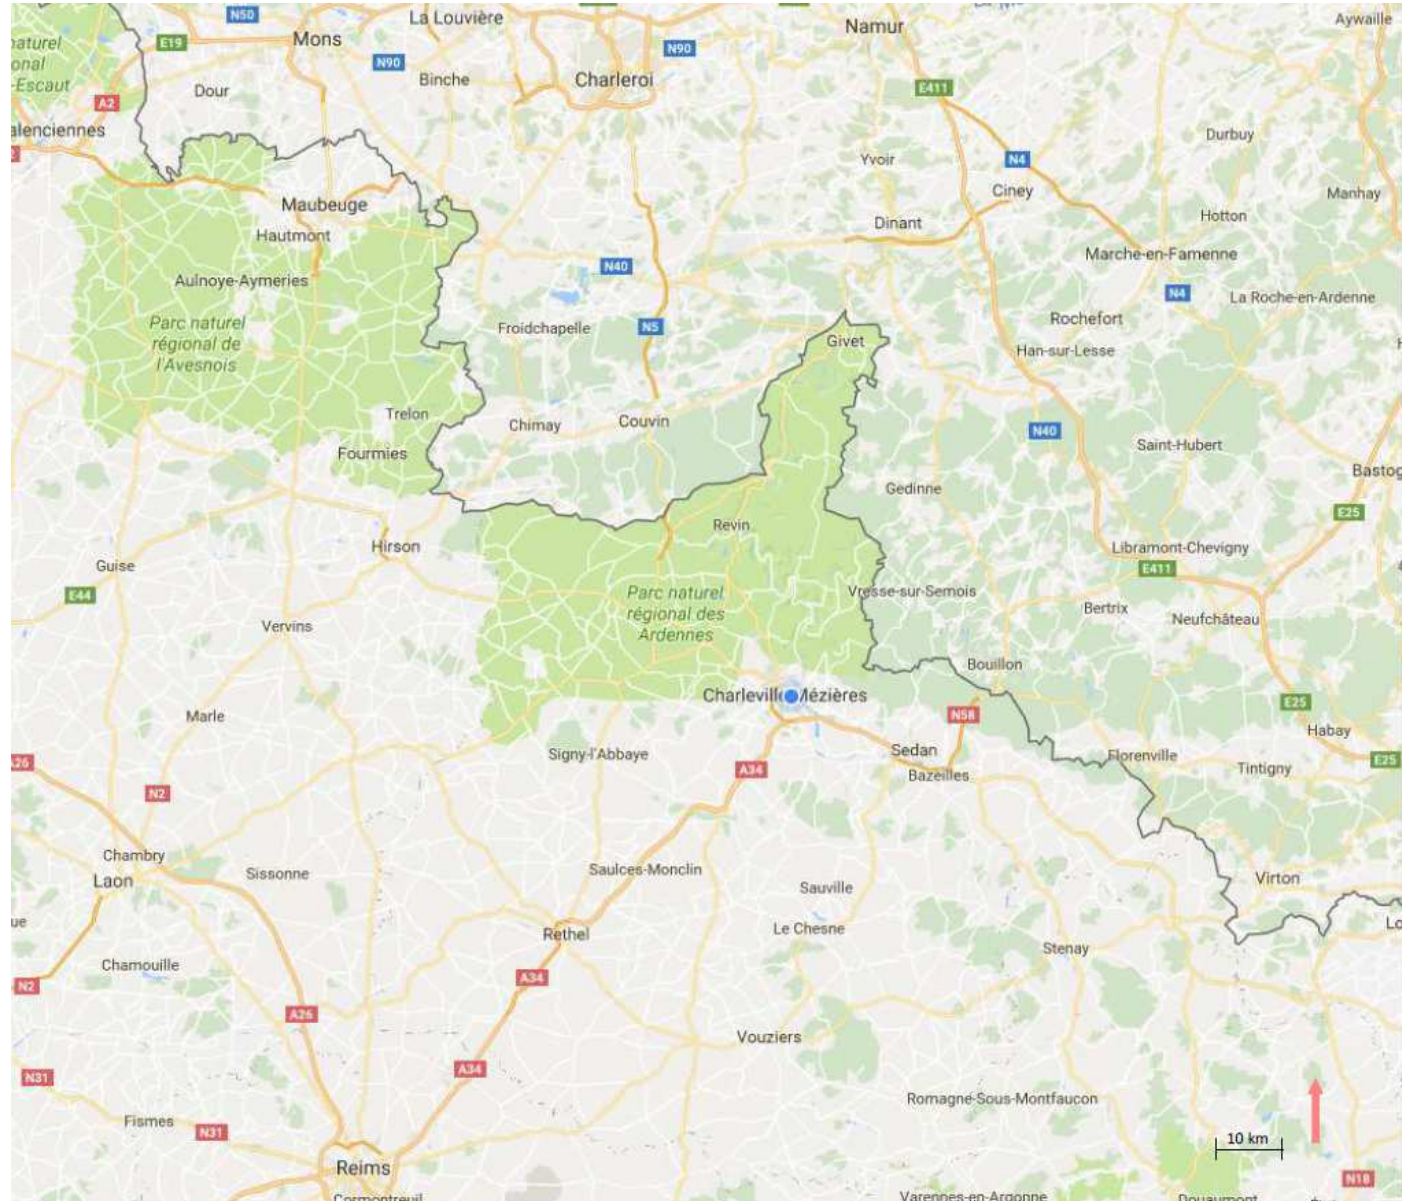 N50
La Louvière
Namur
Aywaille
E19
Mons
N90
N90
Binche
Charleroi
Dour
E411
A2
alenciennes
Durbuy
Yvoir
N4
Ciney
Manhay
Maubeuge
Dinant
Hotton
Hautmont
Marche-en-Famenne
N40
Aulnoye-Aymeries
N4
La Roche-en-Ardenne
Parc naturel
régional de
l'Avesnois
Froidchapelle
N5
Givet
Rochefort
Han-sur-Lesse
Trelon
Chimay
Couvin
N40
Saint-Hubert
Fourmies
Bastog
Gedinne
E25
Revin
Hirson
Libramont-Chevigny
Guise
E411
E44
Parc naturel
régional des
Ardennes
Vresse-sur-Semois
Bertrix
Neufchâteau
Vervins
Bouillon
Charleville-Mézières
E25
Marle
N58
Habay
Signy-l'Abbaye
Sedan
Florenville
Tintigny
E25
A26
A34
Bazeilles
N2
Chambry
Laon
Sissonne
Saulces-Monclin
Sauville
Virton
Le Chesne
Rethel
Stenay
Chamouille
A34
N2
A26
Vouziers
A34
N31
Fismes
N31
Romagne-Sous-Montfaucon
10 km
Reims
N18
Cormontreuil
Varennes-en-Argonne
Douaumont